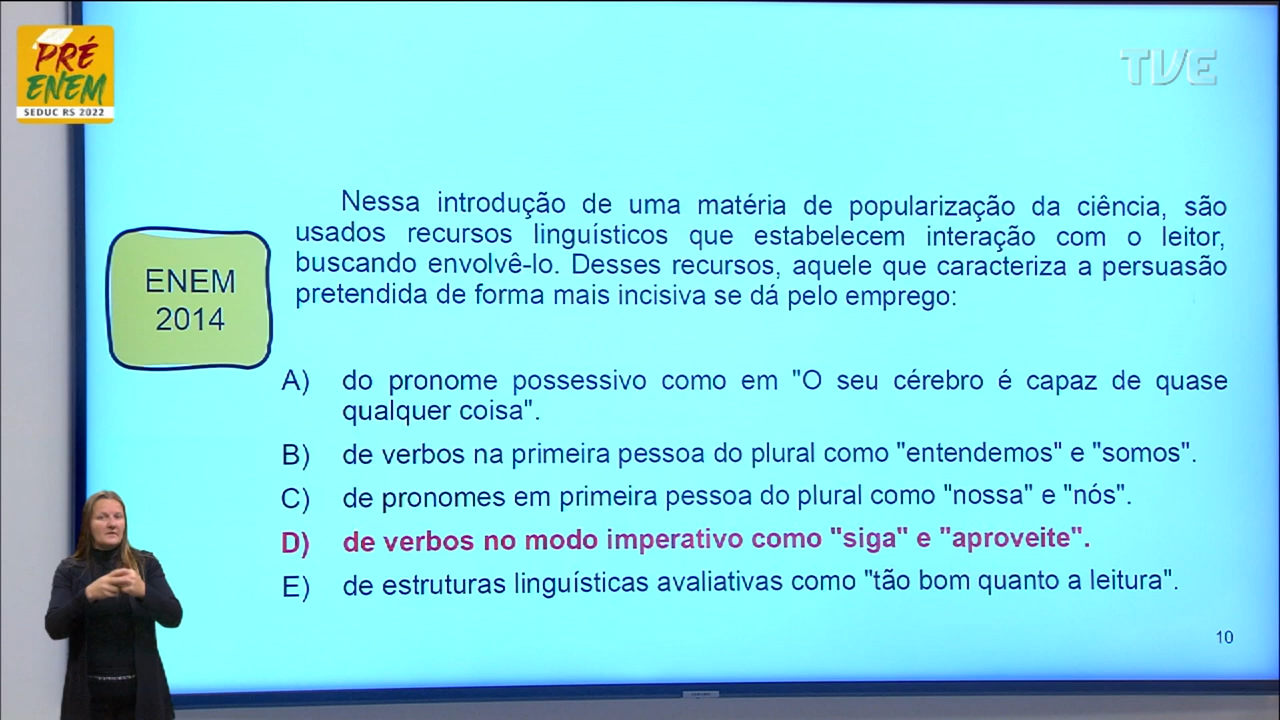 PRÉ
ENEM
SEDUC RS 2022
TVE
Nessa introdução de uma matéria de popularização da ciência, são
usados recursos linguísticos que estabelecem interação com o leitor,
buscando envolvê-lo. Desses recursos, aquele que caracteriza a persuasão
pretendida de forma mais incisiva se dá pelo emprego:
ENEM
2014
A) do pronome possessivo como em "O seu cérebro é capaz de quase
qualquer coisa".
B) de verbos na primeira pessoa do plural como "entendemos" e "somos".
C) de pronomes em primeira pessoa do plural como "nossa" e "nós".
D) de verbos no modo imperativo como "siga" e "aproveite".
E) de estruturas linguísticas avaliativas como "tão bom quanto a leitura".
10